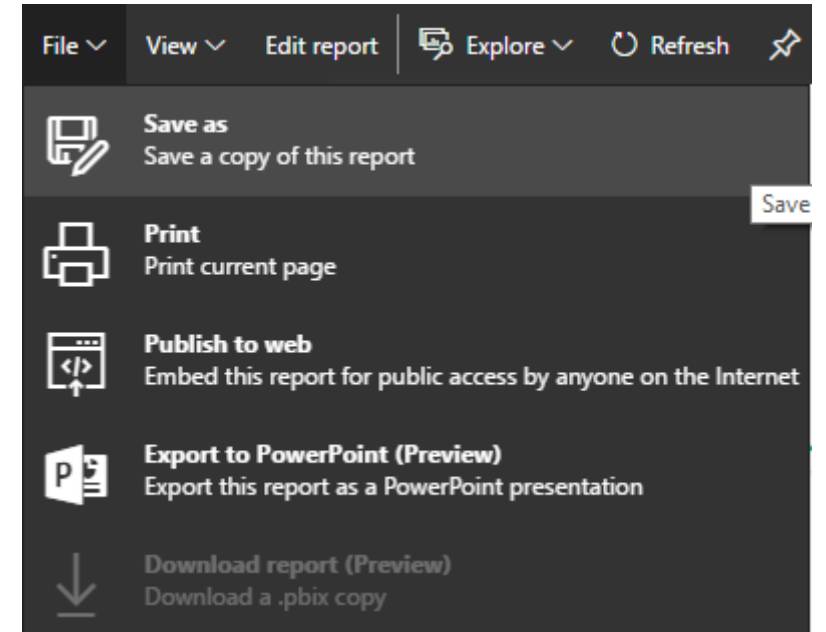 File View Edit report Explore Refresh
Save as
Save a copy of this report
Save
Print
Print current page
Publish to web
Embed this report for public access by anyone on the Internet
P
Export to PowerPoint (Preview)
Export this report as a PowerPoint presentation
Download report (Preview)
Download a .pbix copy